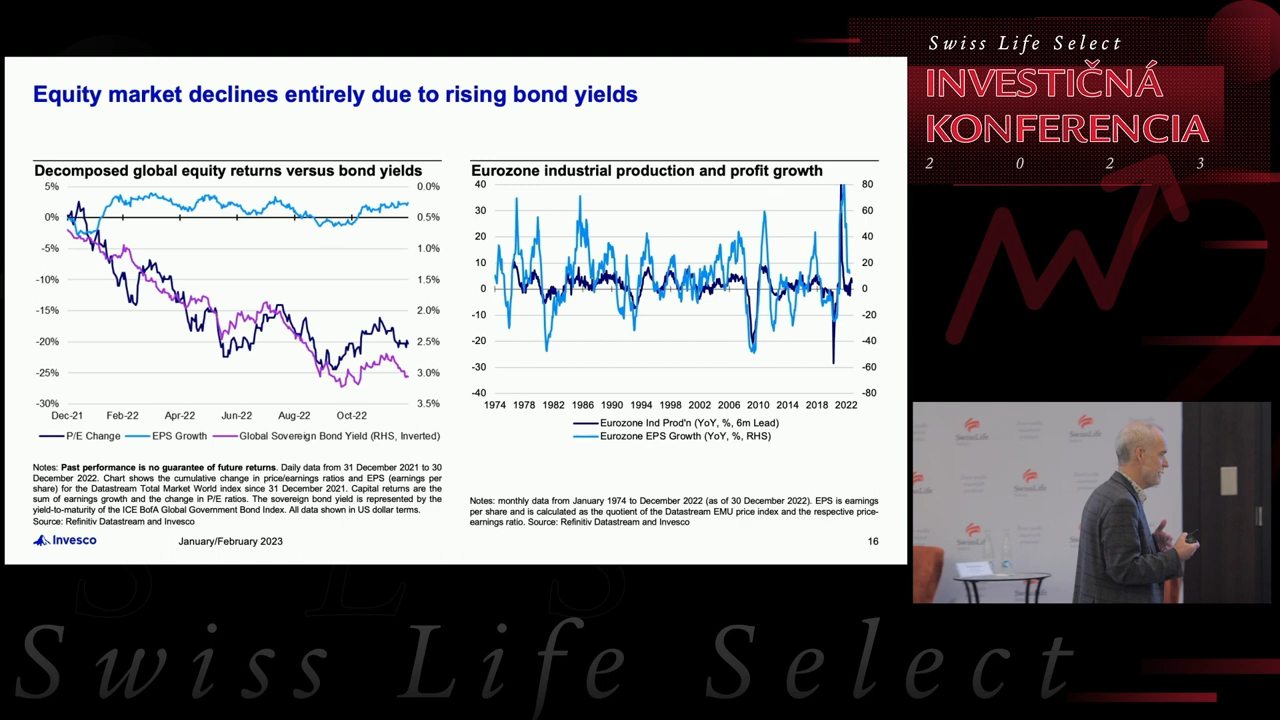 Swiss Life Select
INVESTIČNÁ
KONFERENCIA
2 0 2 3
Equity market declines entirely due to rising bond yields
Decomposed global equity returns versus bond yields
5%
0%
-5%
-10%
-15%
-20%
-25%
-30%
0.0%
0.5%
1.0%
1.5%
2.0%
2.5%
3.0%
3.5%
Dec-21 Feb-22 Apr-22 Jun-22 Aug-22 Oct-22
P/E Change EPS Growth Global Sovereign Bond Yield (RHS, Inverted)
Notes: Past performance is no guarantee of future returns. Daily data from 31 December 2021 to 30
December 2022. Chart shows the cumulative change in price/earnings ratios and EPS (earnings per
share) for the Datastream Total Market World index since 31 December 2021. Capital returns are the
sum of earnings growth and the change in P/E ratios. The sovereign bond yield is represented by the
yield-to-maturity of the ICE BofA Global Government Bond Index. All data shown in US dollar terms.
Source: Refinitiv Datastream and Invesco
Eurozone industrial production and profit growth
40
30
20
10
0
-10
-20
-30
-40
80
60
40
20
0
-20
-40
-60
-80
1974 1978 1982 1986 1990 1994 1998 2002 2006 2010 2014 2018 2022
Eurozone Ind Prod'n (YoY, %, 6m Lead)
Eurozone EPS Growth (YoY, %, RHS)
Notes: monthly data from January 1974 to December 2022 (as of 30 December 2022). EPS is earnings
per share and is calculated as the quotient of the Datastream EMU price index and the respective price-
earnings ratio. Source: Refinitiv Datastream and Invesco
Invesco
January/February 2023
16
SwissLife
SwissLife
SwissLife
Swiss Life Select